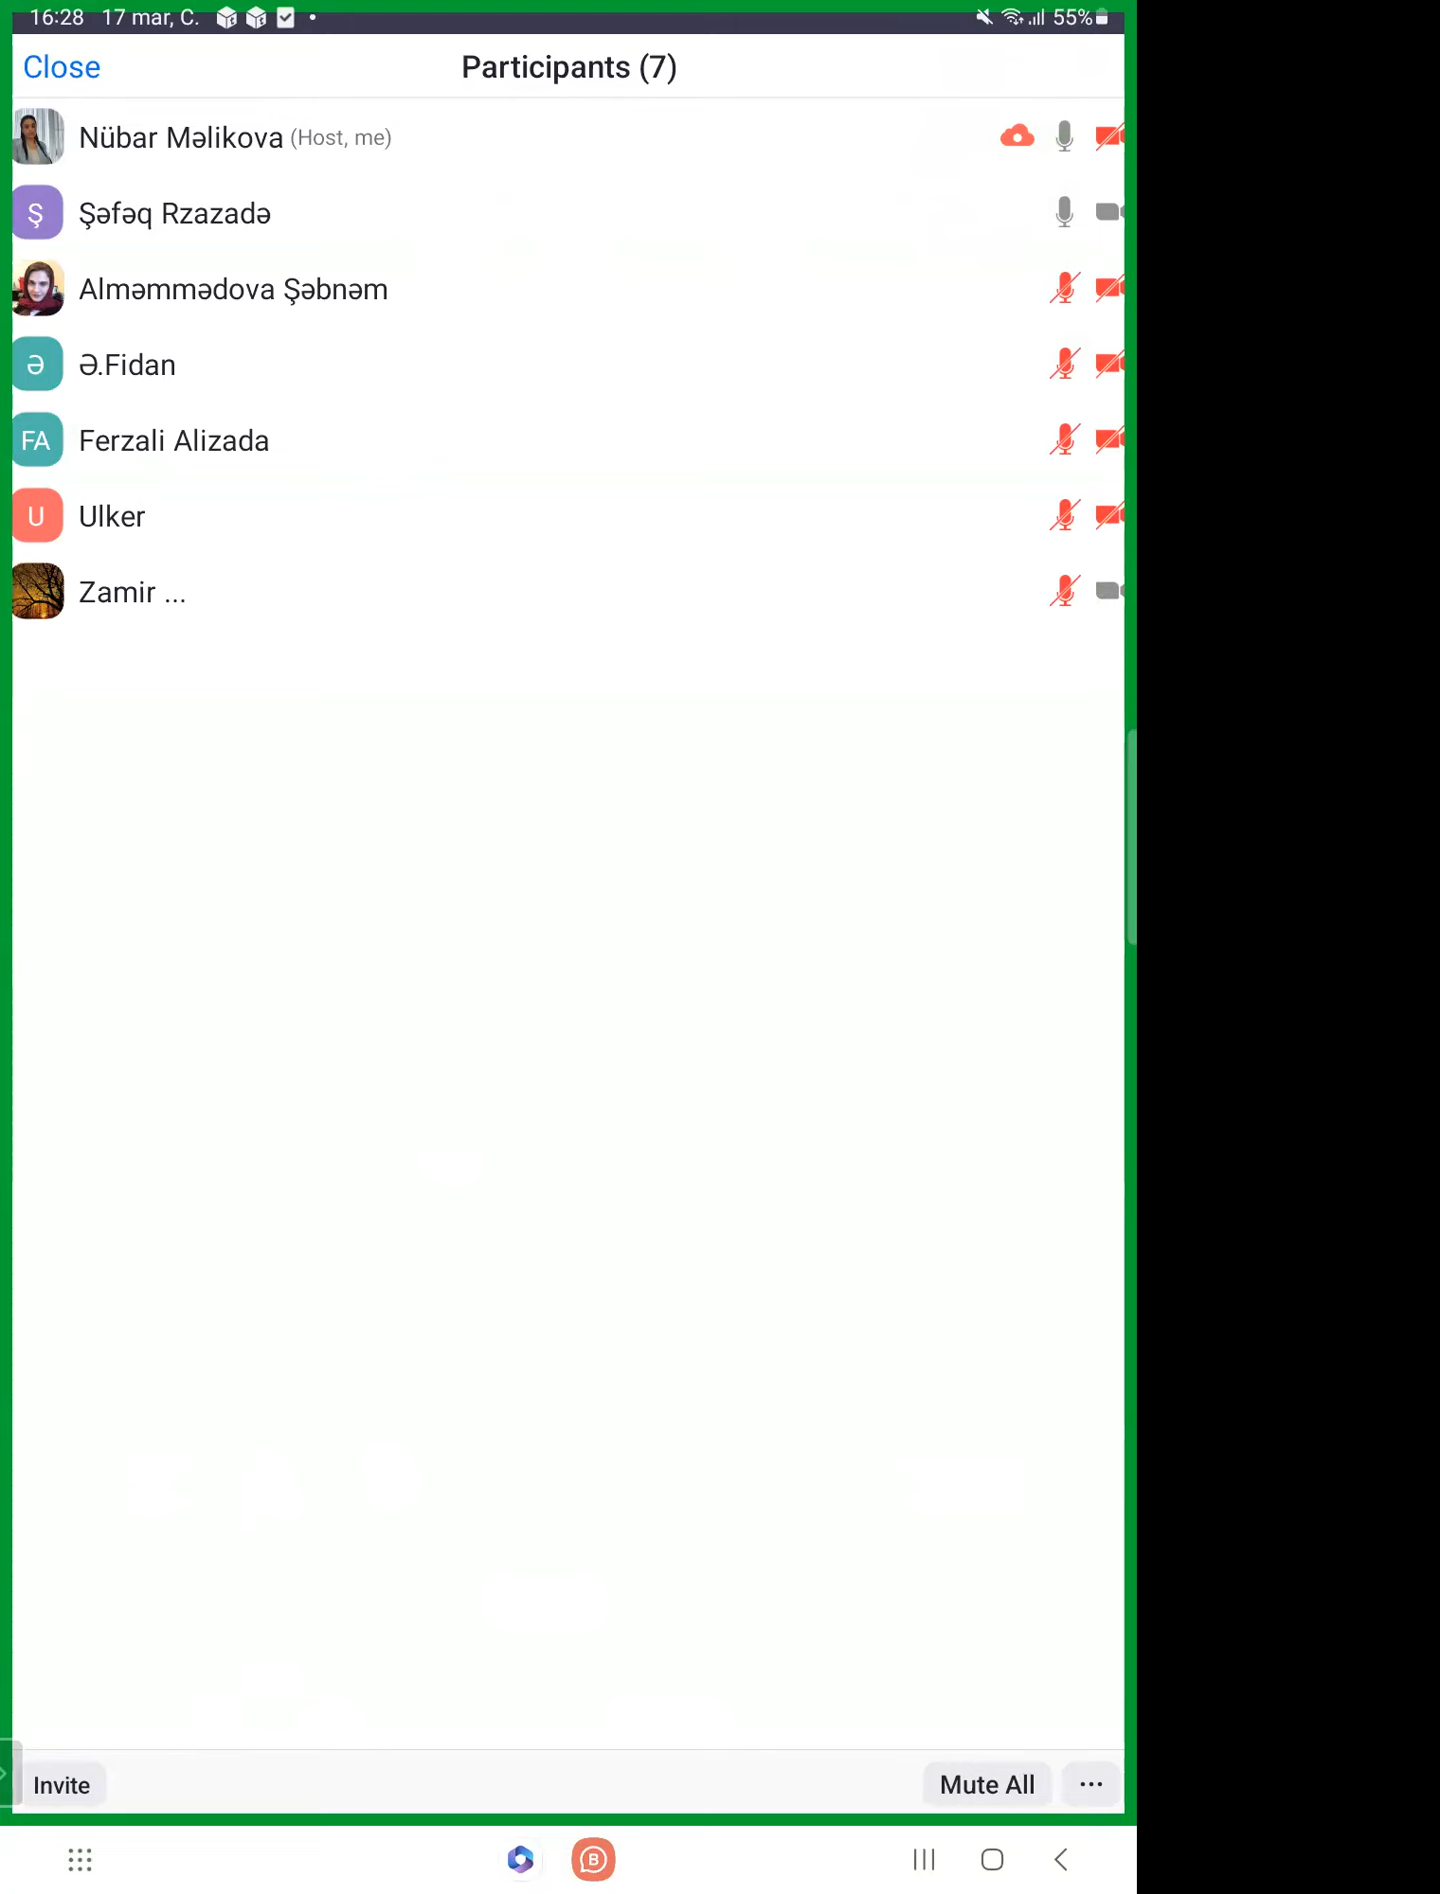 16:28 17 mar, C. 55%
Close Participants (7)
Nübar Məlikova (Host, me)
Ş Şəfəq Rzazadə
Alməmmədova Şəbnəm
Ə Ə.Fidan
FA Ferzali Alizada
U Ulker
Zamir ...
Invite Mute All ...
B